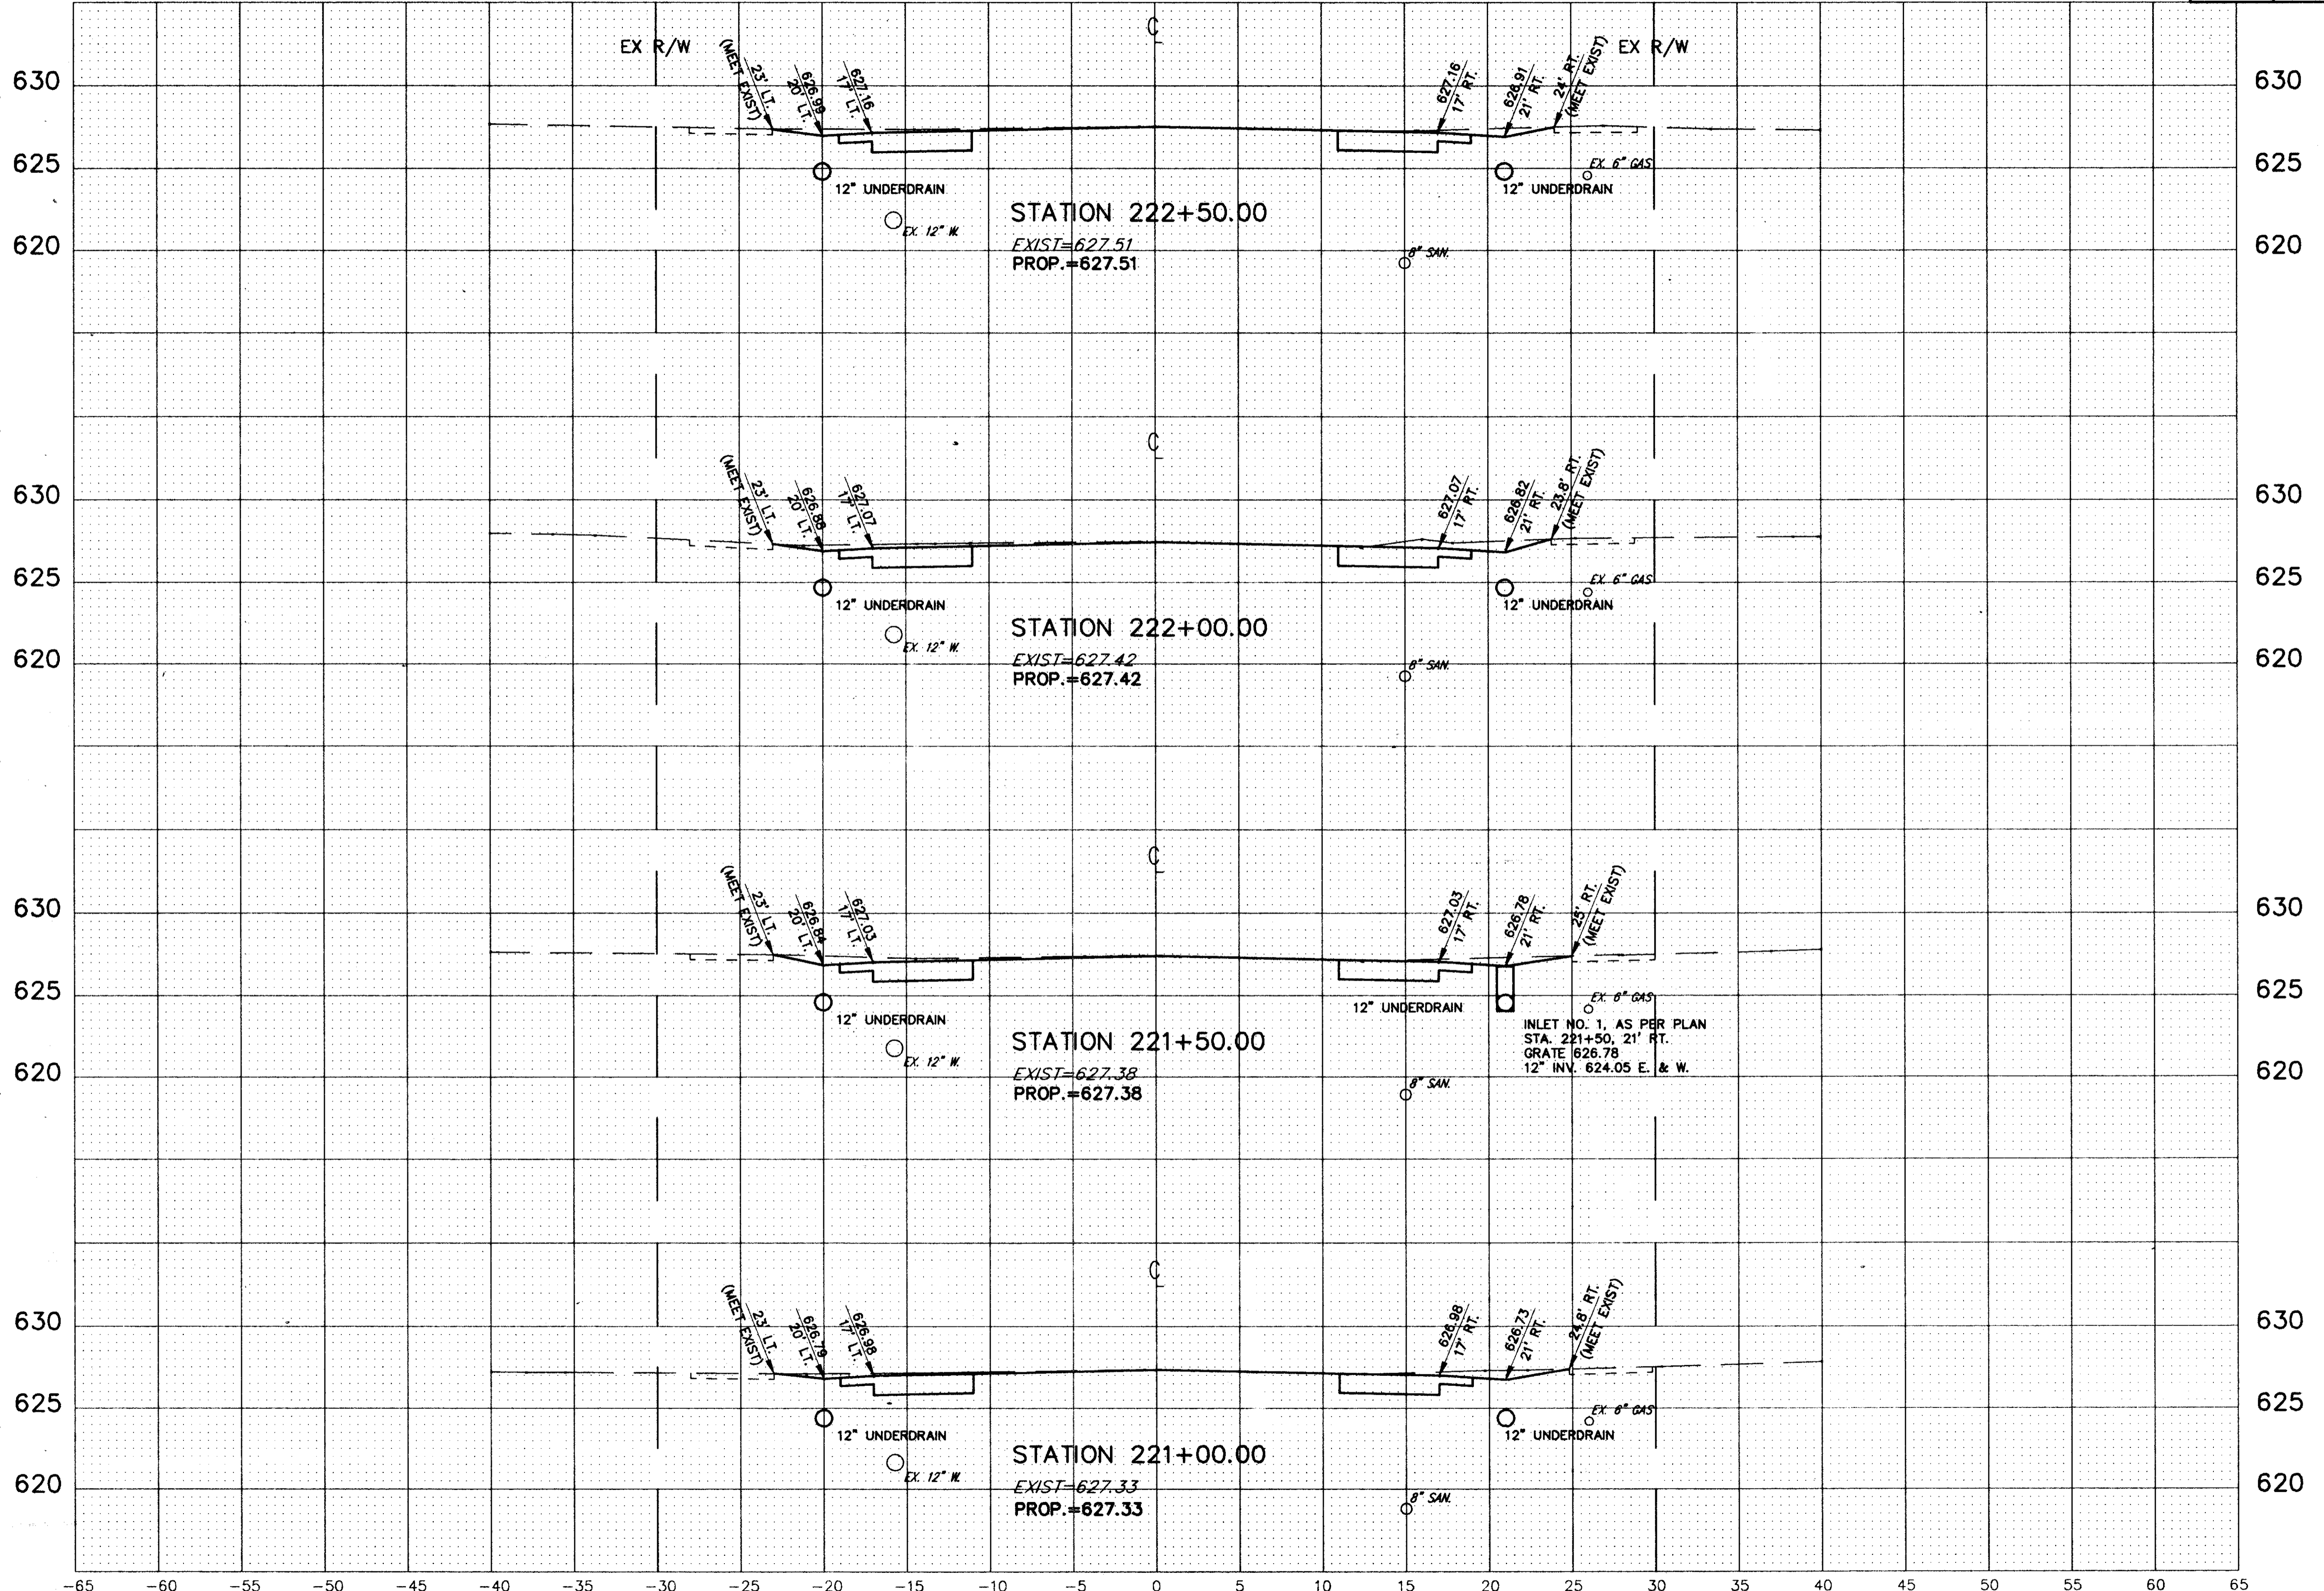 EX R/W
EX R/W
℄
23' LT.
(MEET EXIST)
626.99
20' LT.
627.16
17' LT.
627.16
17' RT.
626.91
21' RT.
24' RT.
(MEET EXIST)
630
630
625
625
12" UNDERDRAIN
12" UNDERDRAIN
EX. 6" GAS
EX. 12" W.
STATION 222+50.00
EXIST=627.51
PROP.=627.51
8" SAN.
620
620
℄
23' LT.
(MEET EXIST)
626.88
20' LT.
627.07
17' LT.
627.07
17' RT.
626.82
21' RT.
23.8' RT.
(MEET EXIST)
630
630
625
625
12" UNDERDRAIN
12" UNDERDRAIN
EX. 6" GAS
EX. 12" W.
STATION 222+00.00
EXIST=627.42
PROP.=627.42
8" SAN.
620
620
℄
23' LT.
(MEET EXIST)
626.84
20' LT.
627.03
17' LT.
627.03
17' RT.
626.78
21' RT.
25' RT.
(MEET EXIST)
630
630
625
625
12" UNDERDRAIN
12" UNDERDRAIN
EX. 6" GAS
INLET NO. 1, AS PER PLAN
STA. 221+50, 21' RT.
GRATE 626.78
12" INV. 624.05 E. & W.
EX. 12" W.
STATION 221+50.00
EXIST=627.38
PROP.=627.38
8" SAN.
620
620
℄
23' LT.
(MEET EXIST)
626.79
20' LT.
626.98
17' LT.
626.98
17' RT.
626.73
21' RT.
24.8' RT.
(MEET EXIST)
630
630
625
625
12" UNDERDRAIN
12" UNDERDRAIN
EX. 6" GAS
EX. 12" W.
STATION 221+00.00
EXIST=627.33
PROP.=627.33
8" SAN.
620
620
-65 -60 -55 -50 -45 -40 -35 -30 -25 -20 -15 -10 -5 0 5 10 15 20 25 30 35 40 45 50 55 60 65